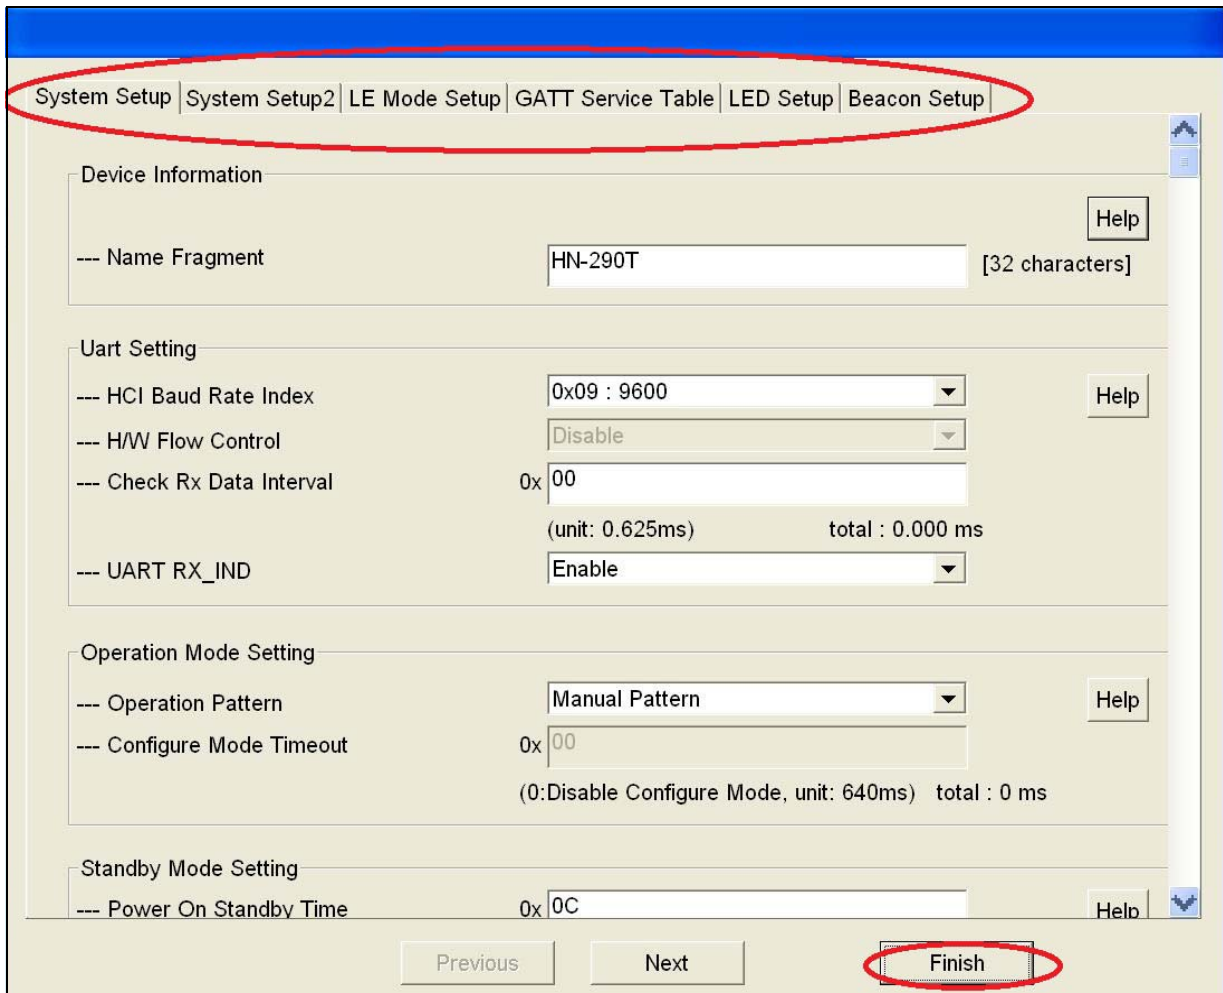 System Setup System Setup2 LE Mode Setup GATT Service Table LED Setup Beacon Setup
Device Information
Help
--- Name Fragment HN-290T [32 characters]
Uart Setting
--- HCI Baud Rate Index 0x09 : 9600 Help
--- H/W Flow Control Disable
--- Check Rx Data Interval 0x 00
(unit: 0.625ms) total : 0.000 ms
--- UART RX_IND Enable
Operation Mode Setting
--- Operation Pattern Manual Pattern Help
--- Configure Mode Timeout 0x 00
(0:Disable Configure Mode, unit: 640ms) total : 0 ms
Standby Mode Setting
--- Power On Standby Time 0x 0C Help
Previous Next Finish